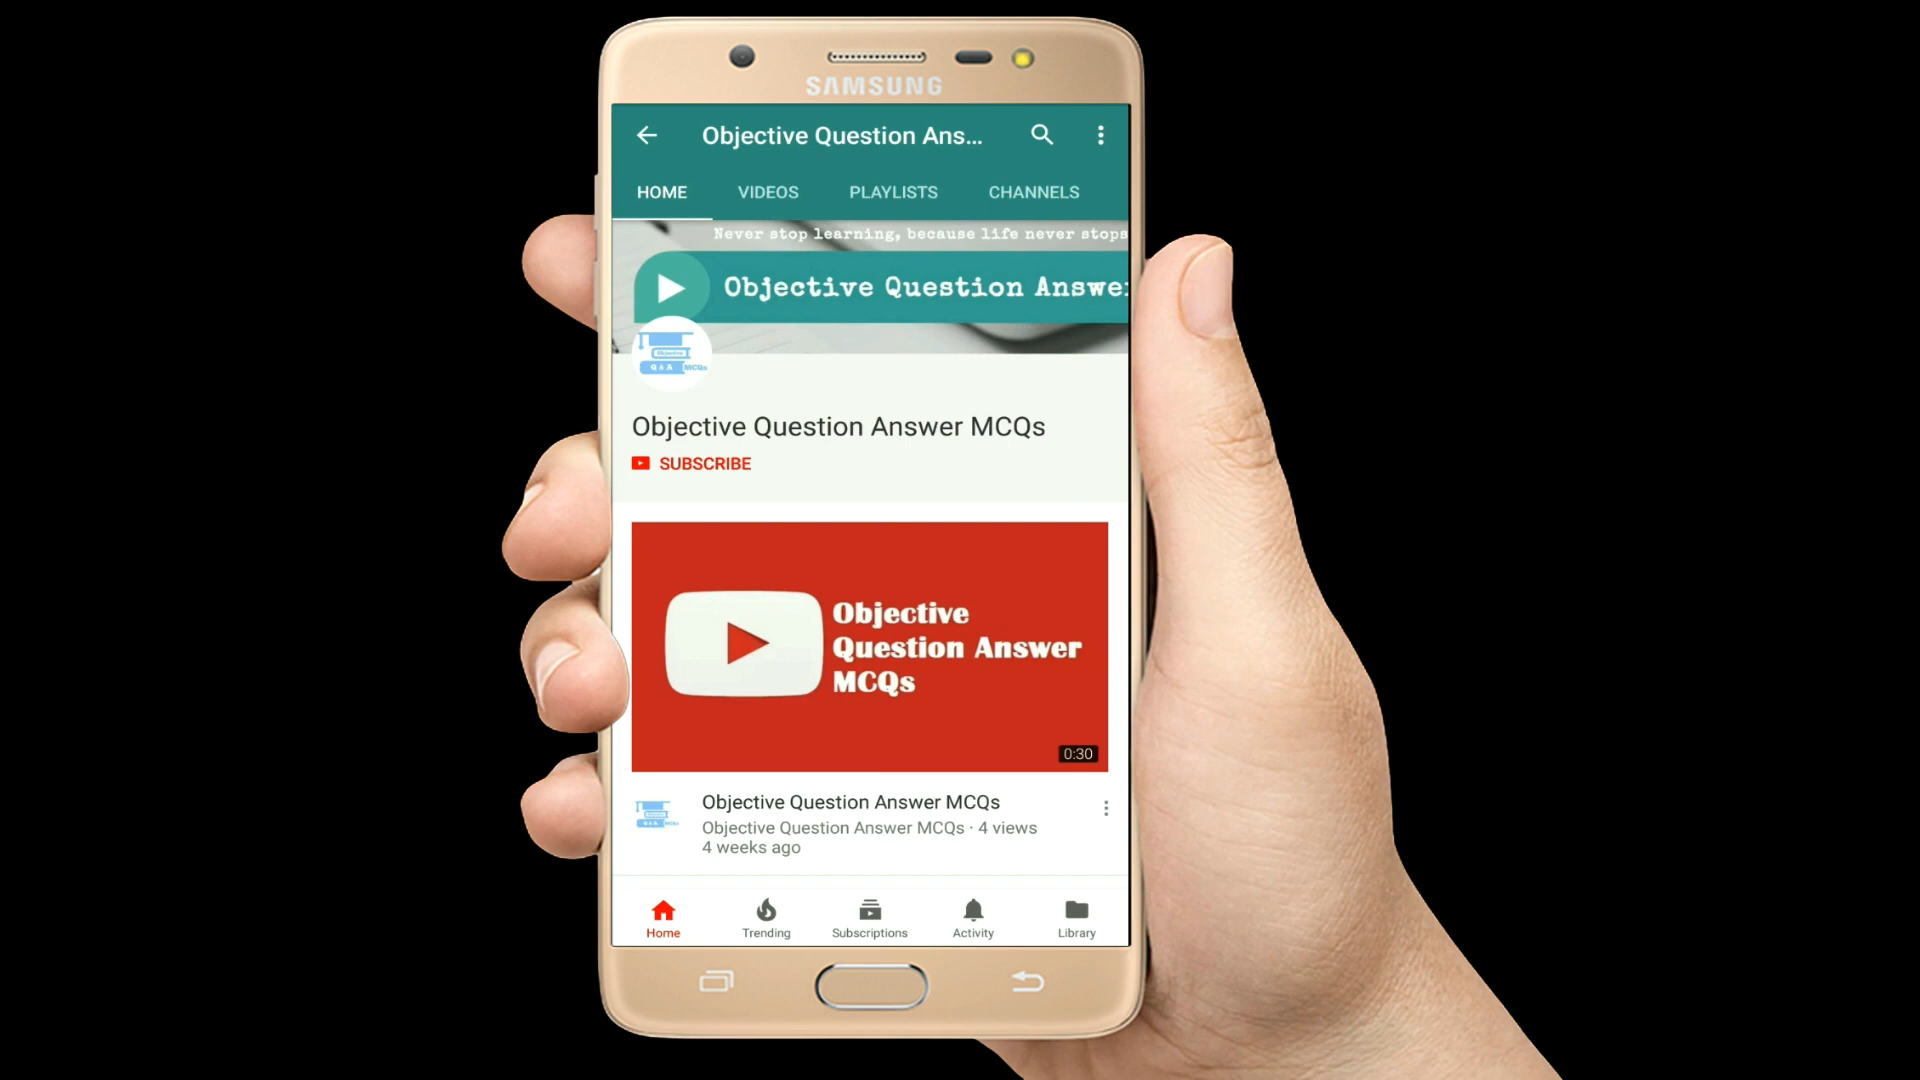 SAMSUNG
Objective Question Ans...
HOME VIDEOS PLAYLISTS CHANNELS
Never stop learning, because life never stops
Objective Question Answe
Objective
Q & A MCQs
Objective Question Answer MCQs
SUBSCRIBE
Objective
Question Answer
MCQs
0:30
Objective Question Answer MCQs
Objective Question Answer MCQs · 4 views
4 weeks ago
Home Trending Subscriptions Activity Library